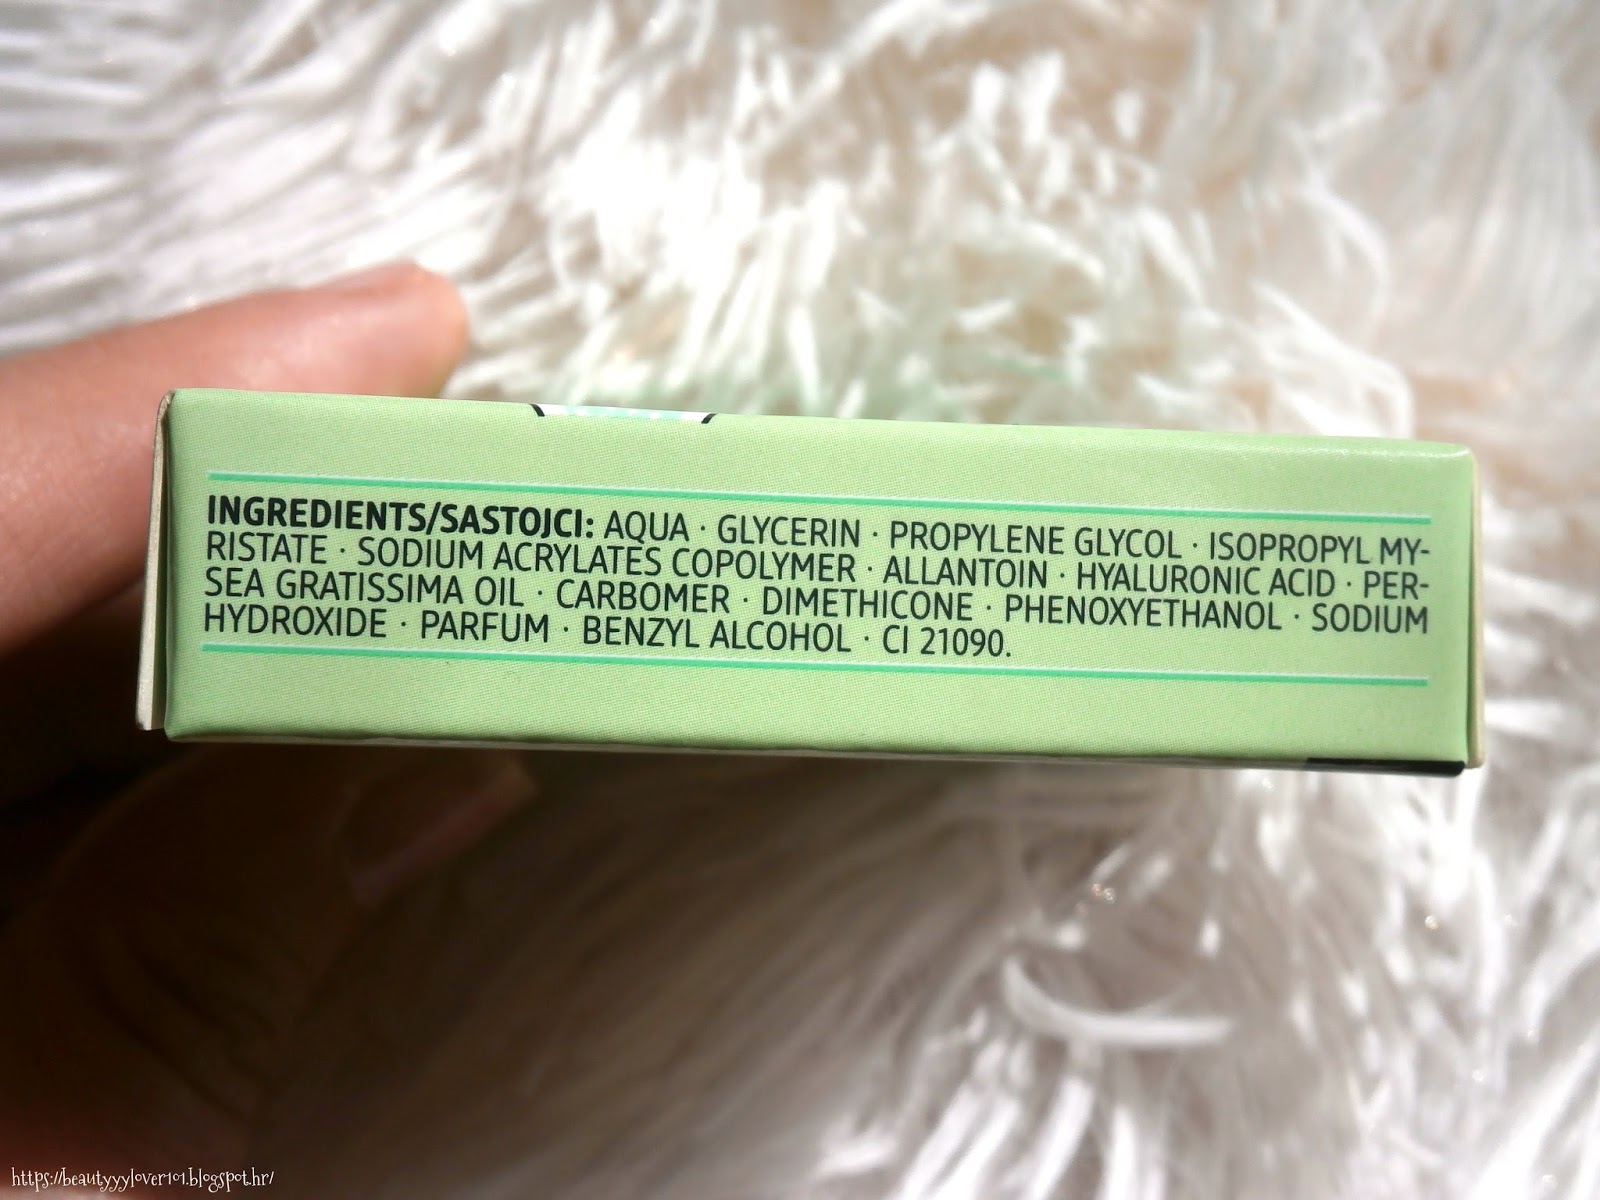 INGREDIENTS/SASTOJCI: AQUA · GLYCERIN · PROPYLENE GLYCOL · ISOPROPYL MY-
RISTATE · SODIUM ACRYLATES COPOLYMER · ALLANTOIN · HYALURONIC ACID · PER-
SEA GRATISSIMA OIL · CARBOMER · DIMETHICONE · PHENOXYETHANOL · SODIUM
HYDROXIDE · PARFUM · BENZYL ALCOHOL · CI 21090.
https://beautyyylover101.blogspot.hr/